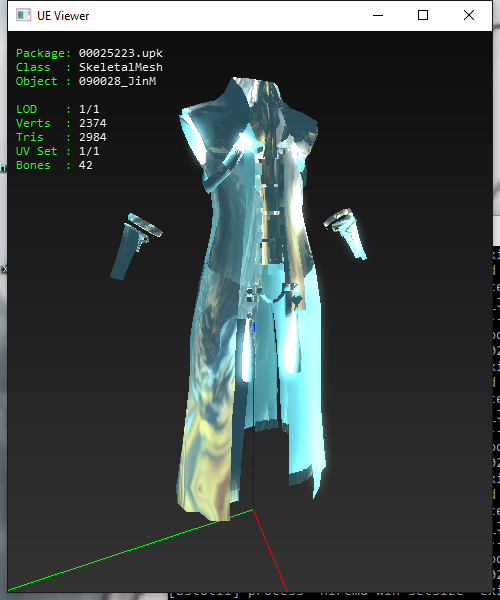 UE Viewer
Package: 00025223.upk
Class : SkeletalMesh
Object : 090028_JinM
LOD : 1/1
Verts : 2374
Tris : 2984
UV Set : 1/1
Bones : 42